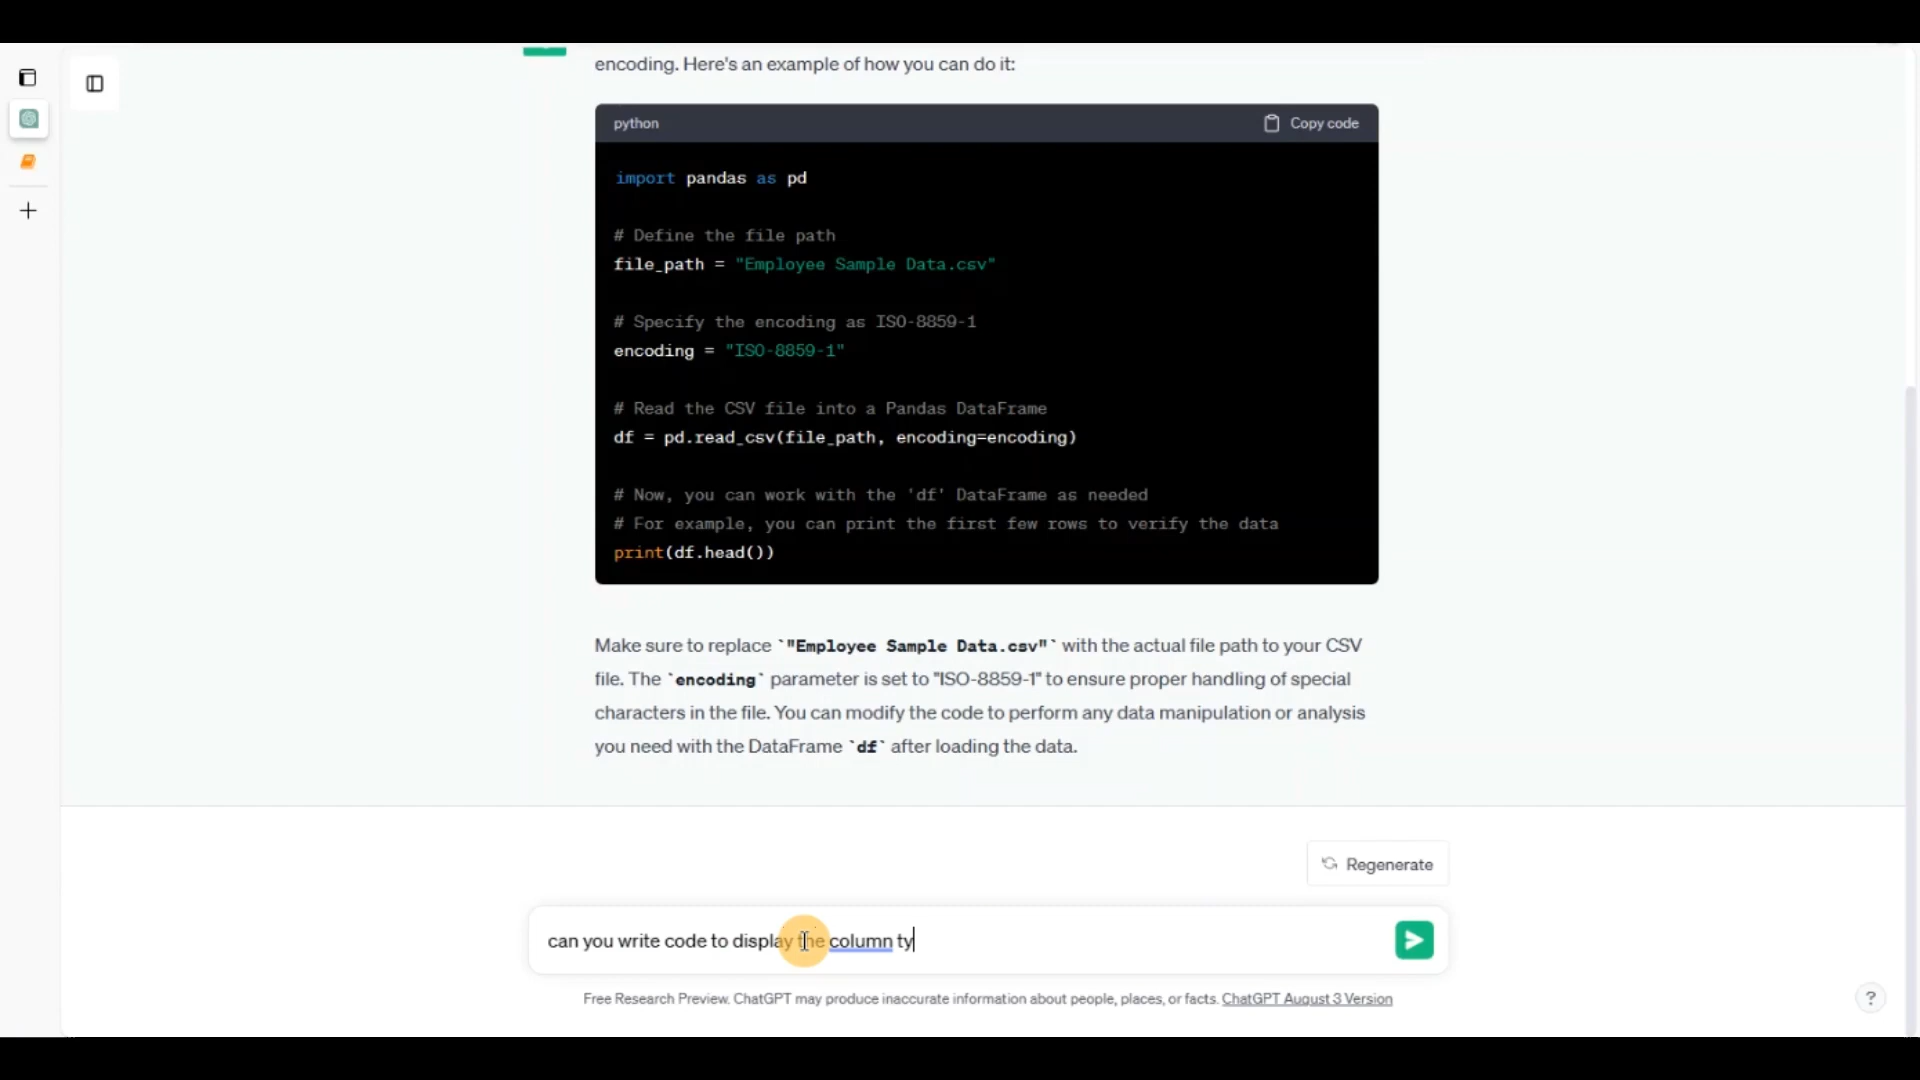 encoding. Here's an example of how you can do it:
python
Copy code
import pandas as pd
# Define the file path
file_path = "Employee Sample Data.csv"
# Specify the encoding as ISO-8859-1
encoding = "ISO-8859-1"
# Read the CSV file into a Pandas DataFrame
df = pd.read_csv(file_path, encoding=encoding)
# Now, you can work with the 'df' DataFrame as needed
# For example, you can print the first few rows to verify the data
print(df.head())
Make sure to replace `"Employee Sample Data.csv"` with the actual file path to your CSV
file. The `encoding` parameter is set to "ISO-8859-1" to ensure proper handling of special
characters in the file. You can modify the code to perform any data manipulation or analysis
you need with the DataFrame `df` after loading the data.
Regenerate
can you write code to display the column ty
Free Research Preview. ChatGPT may produce inaccurate information about people, places, or facts. ChatGPT August 3 Version
?